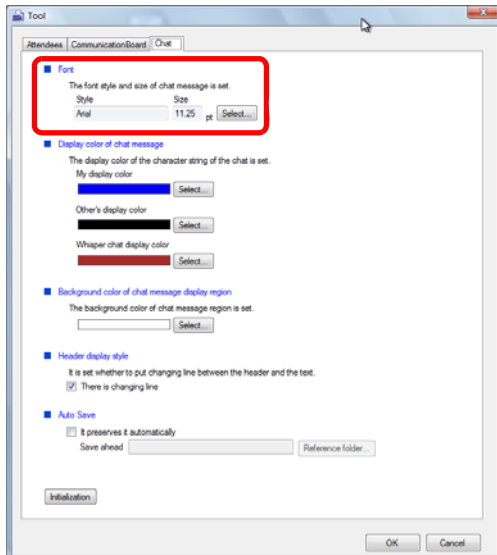 Tool
Attendees CommunicationBoard Chat
Font
The font style and size of chat message is set.
Style Size
Arial 11.25 pt Select...
Display color of chat message
The display color of the character string of the chat is set.
My display color
Select...
Other's display color
Select...
Whisper chat display color
Select...
Background color of chat message display region
The background color of chat message region is set.
Select...
Header display style
It is set whether to put changing line between the header and the text.
There is changing line
Auto Save
It preserves it automatically
Save ahead Reference folder...
Initialization
OK Cancel